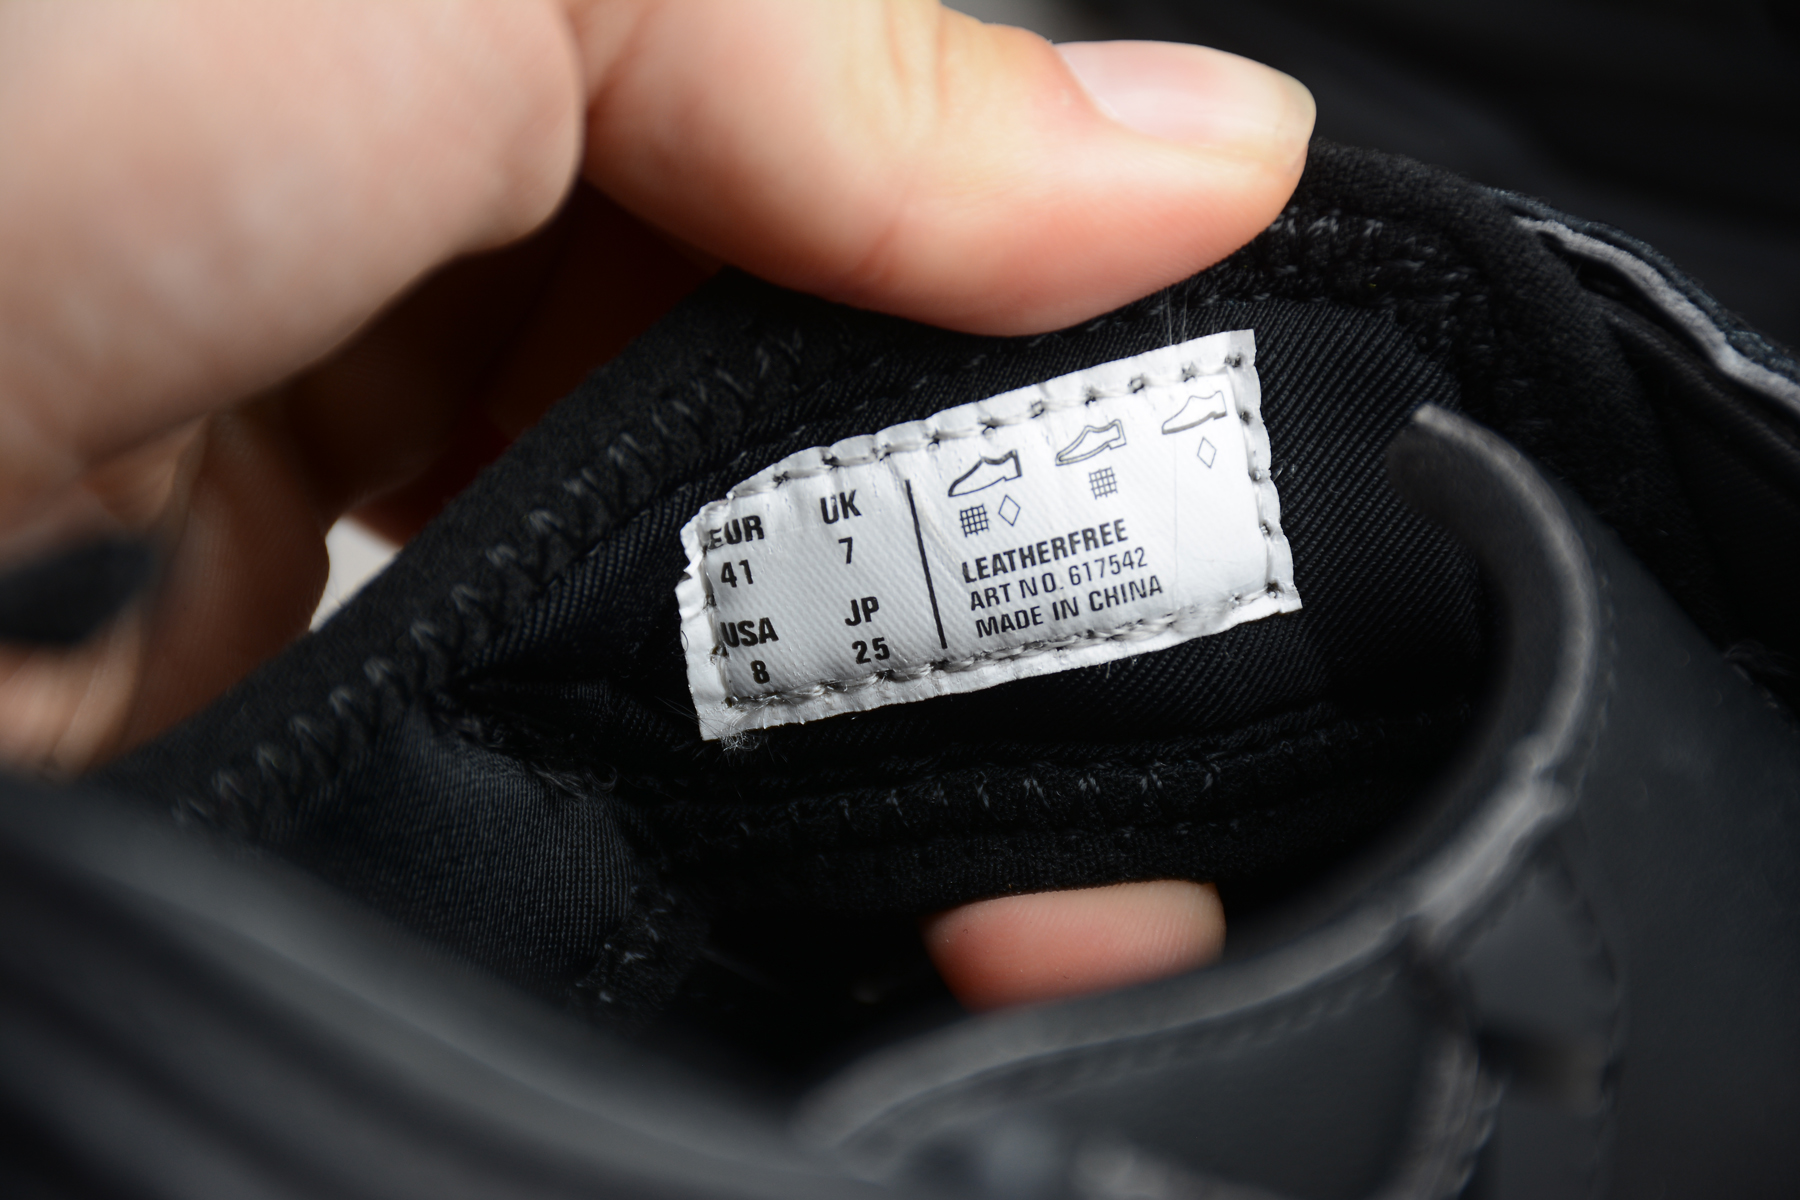 EUR UK
41 7
USA JP
8 25
LEATHERFREE
ART NO. 617542
MADE IN CHINA